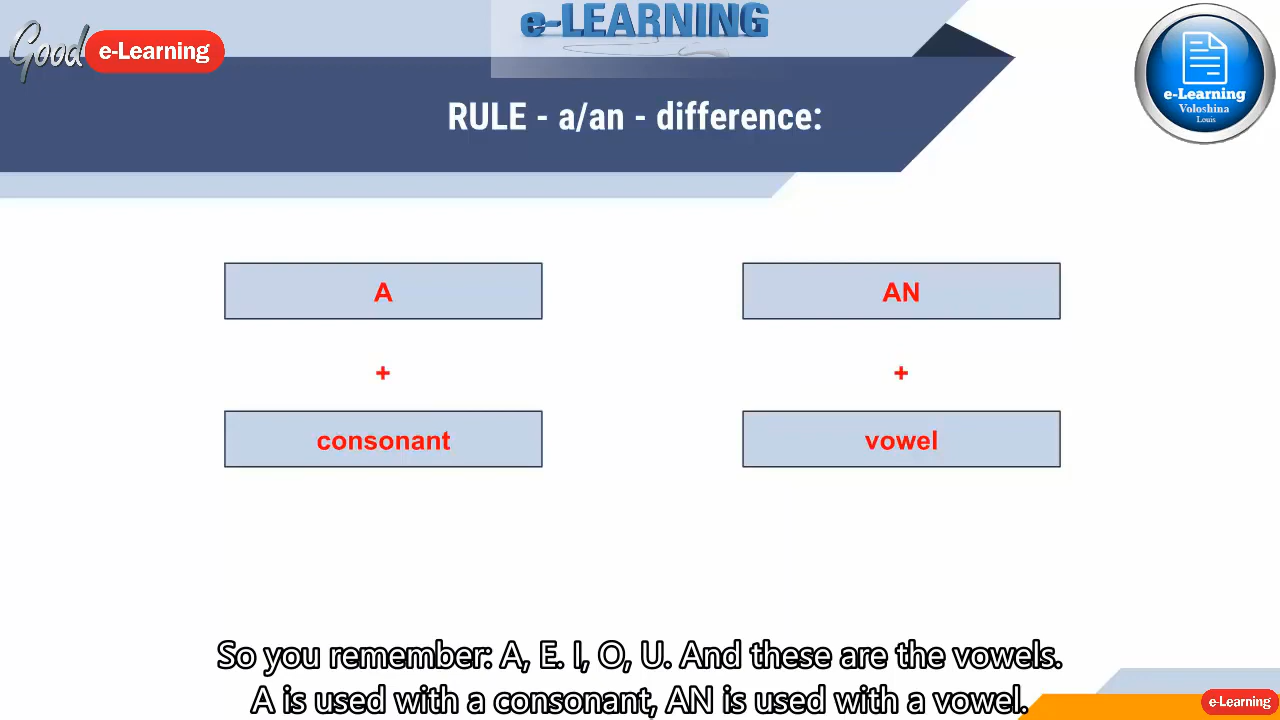 e-LEARNING
Good e-Learning
e-Learning
Voloshina
Louis
RULE - a/an - difference:
A
AN
+
+
consonant
vowel
So you remember: A, E. I, O, U. And these are the vowels.
A is used with a consonant, AN is used with a vowel.
e-Learning